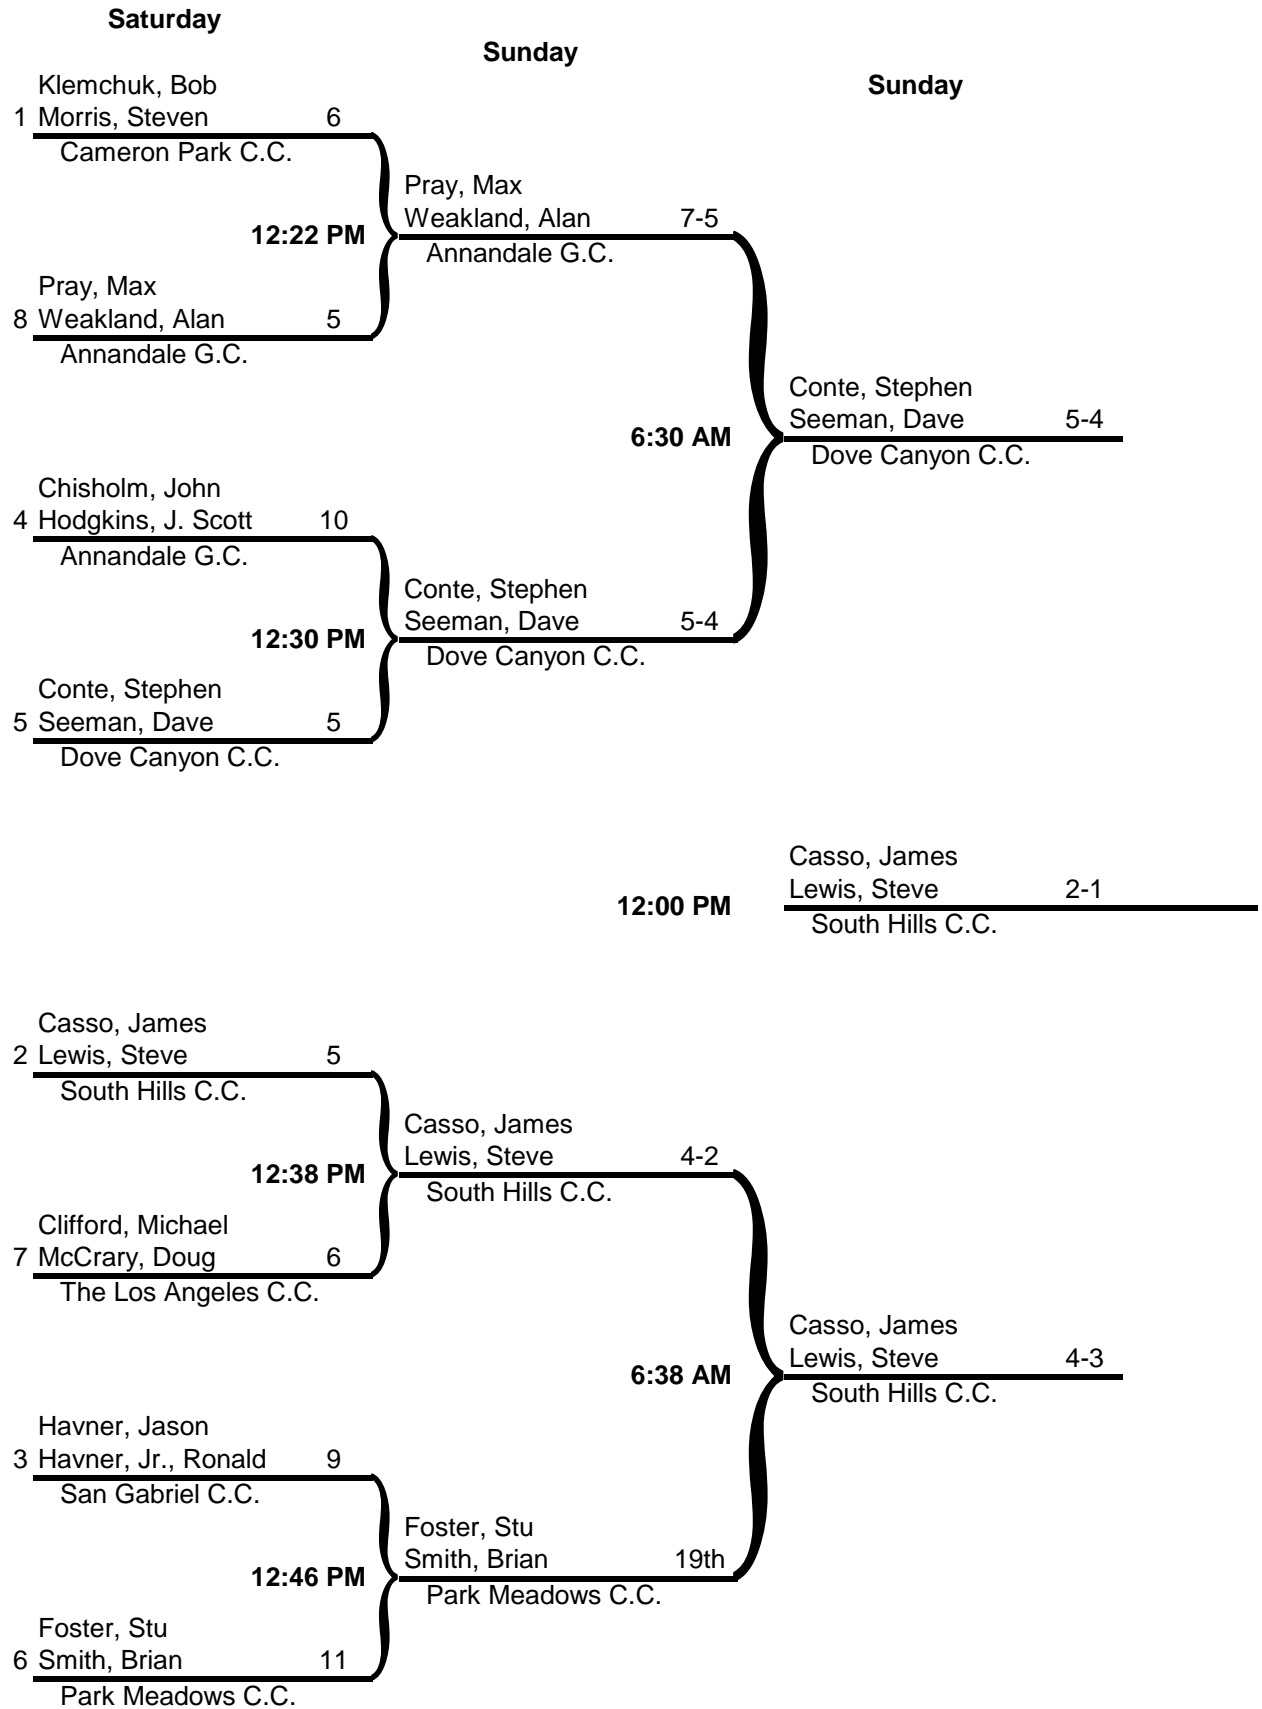 Saturday
Sunday
Sunday
Klemchuk, Bob
1 Morris, Steven 6
Cameron Park C.C.
Pray, Max
Weakland, Alan 7-5
12:22 PM
Annandale G.C.
Pray, Max
8 Weakland, Alan 5
Annandale G.C.
Conte, Stephen
Seeman, Dave 5-4
6:30 AM
Dove Canyon C.C.
Chisholm, John
4 Hodgkins, J. Scott 10
Annandale G.C.
Conte, Stephen
Seeman, Dave 5-4
12:30 PM
Dove Canyon C.C.
Conte, Stephen
5 Seeman, Dave 5
Dove Canyon C.C.
Casso, James
Lewis, Steve 2-1
12:00 PM
South Hills C.C.
Casso, James
2 Lewis, Steve 5
South Hills C.C.
Casso, James
Lewis, Steve 4-2
12:38 PM
South Hills C.C.
Clifford, Michael
7 McCrary, Doug 6
The Los Angeles C.C.
Casso, James
Lewis, Steve 4-3
6:38 AM
South Hills C.C.
Havner, Jason
3 Havner, Jr., Ronald 9
San Gabriel C.C.
Foster, Stu
Smith, Brian 19th
12:46 PM
Park Meadows C.C.
Foster, Stu
6 Smith, Brian 11
Park Meadows C.C.